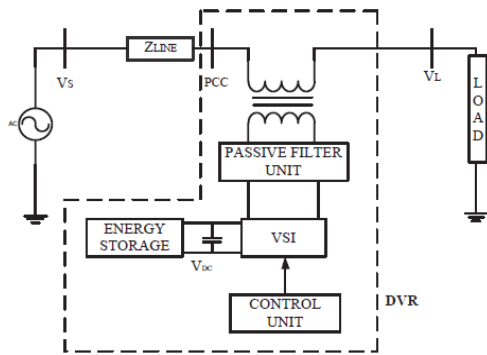 ZLINE
VS
PCC
VL
AC
LOAD
PASSIVE FILTER
UNIT
ENERGY
STORAGE
VSI
VDC
CONTROL
UNIT
DVR